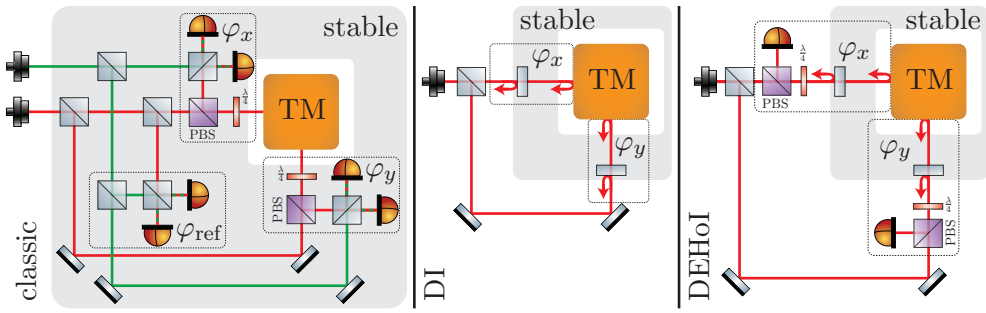 classic
stable
φx
λ/4
TM
PBS
λ/4
φy
PBS
φref
DI
stable
φx
TM
φy
DEHoI
stable
λ/4
φx
TM
PBS
φy
λ/4
PBS